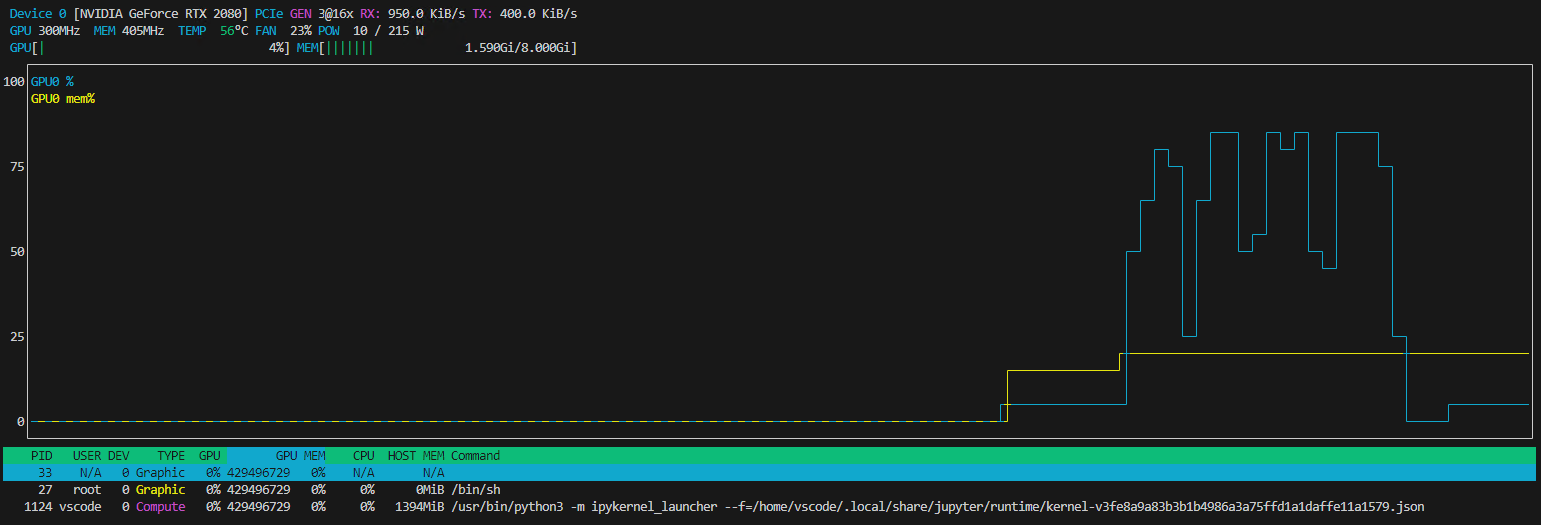 Device 0 [NVIDIA GeForce RTX 2080] PCIe GEN 3@16x RX: 950.0 KiB/s TX: 400.0 KiB/s
GPU 300MHz MEM 405MHz TEMP 56°C FAN 23% POW 10 / 215 W
GPU[| 4%] MEM[||||||| 1.590Gi/8.000Gi]
100 GPU0 %
GPU0 mem%
75
50
25
0
PID USER DEV TYPE GPU GPU MEM CPU HOST MEM Command
33 N/A 0 Graphic 0% 429496729 0% N/A N/A
27 root 0 Graphic 0% 429496729 0% 0% 0MiB /bin/sh
1124 vscode 0 Compute 0% 429496729 0% 0% 1394MiB /usr/bin/python3 -m ipykernel_launcher --f=/home/vscode/.local/share/jupyter/runtime/kernel-v3fe8a9a83b3b1b4986a3a75ffd1a1daffe11a1579.json